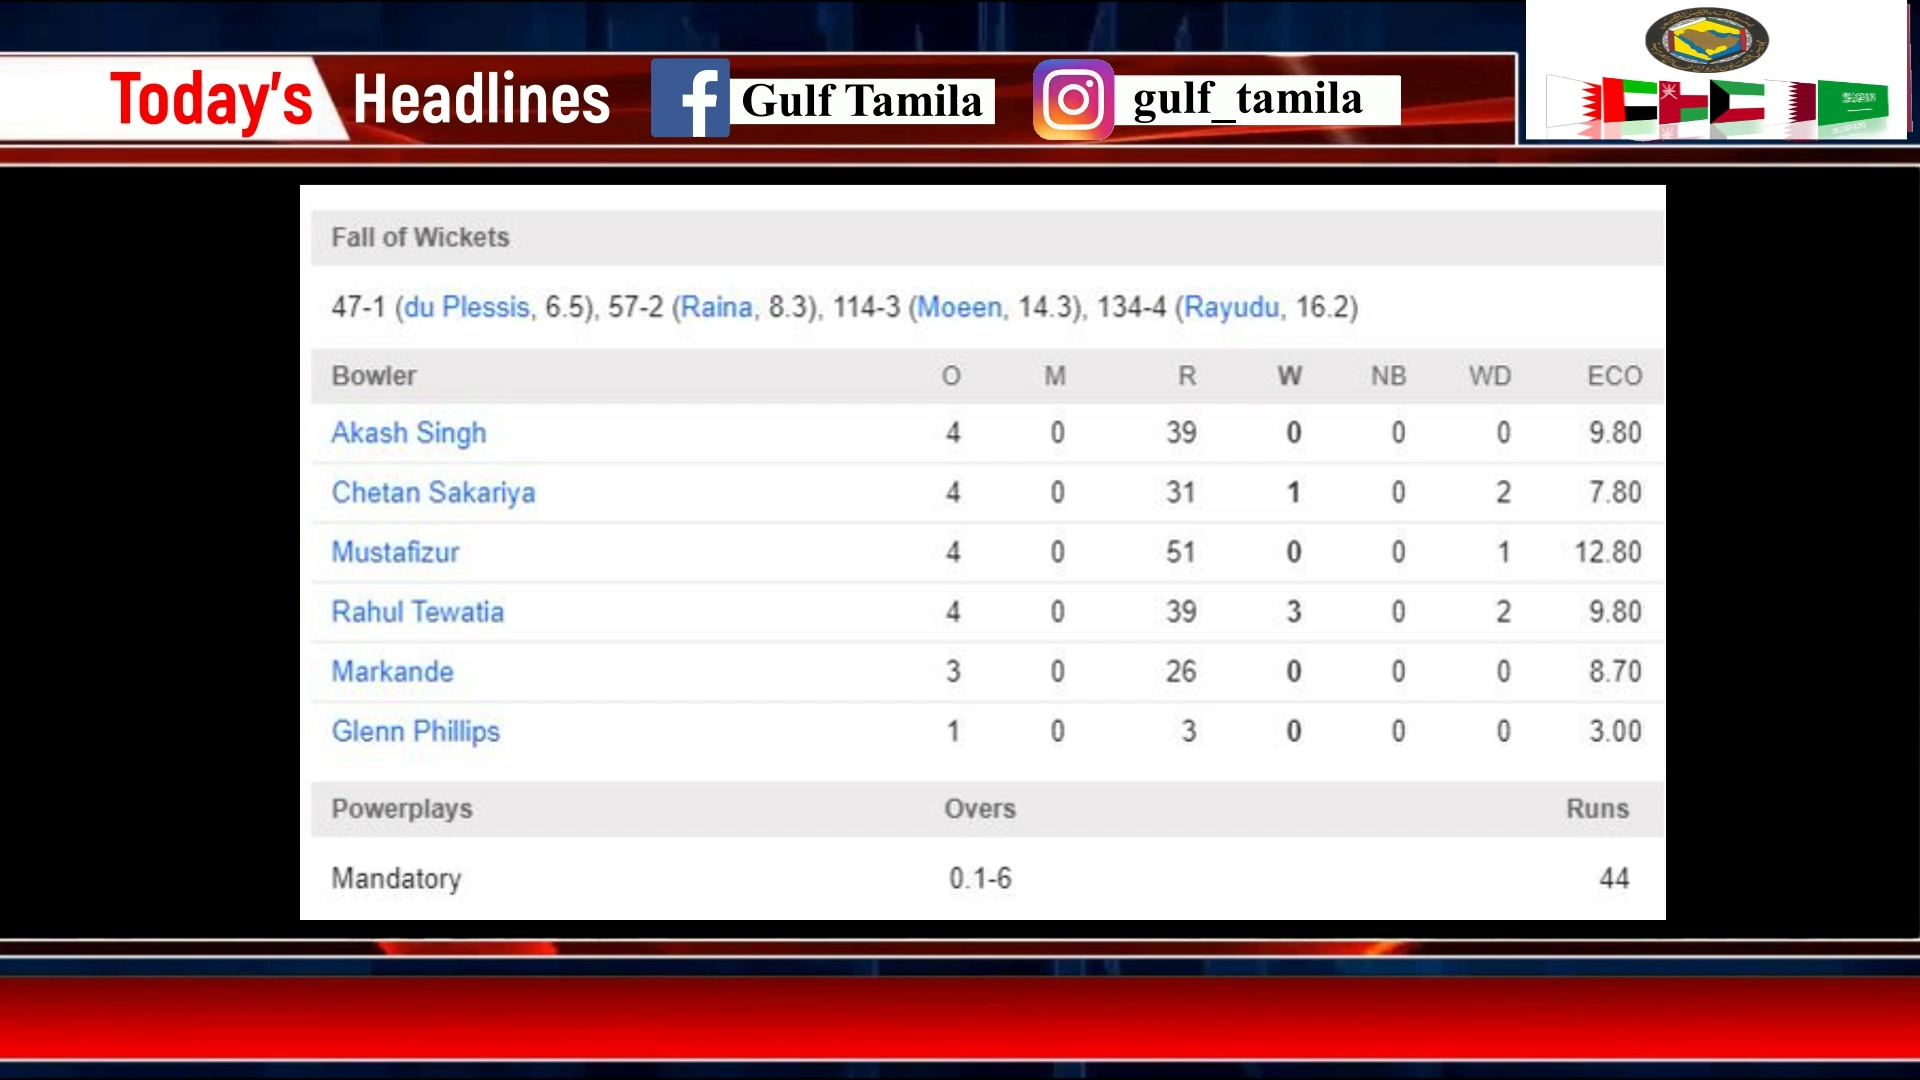 Today's Headlines Gulf Tamila gulf_tamila
Fall of Wickets
47-1 (du Plessis, 6.5), 57-2 (Raina, 8.3), 114-3 (Moeen, 14.3), 134-4 (Rayudu, 16.2)
Bowler O M R W NB WD ECO
Akash Singh 4 0 39 0 0 0 9.80
Chetan Sakariya 4 0 31 1 0 2 7.80
Mustafizur 4 0 51 0 0 1 12.80
Rahul Tewatia 4 0 39 3 0 2 9.80
Markande 3 0 26 0 0 0 8.70
Glenn Phillips 1 0 3 0 0 0 3.00
Powerplays Overs Runs
Mandatory 0.1-6 44